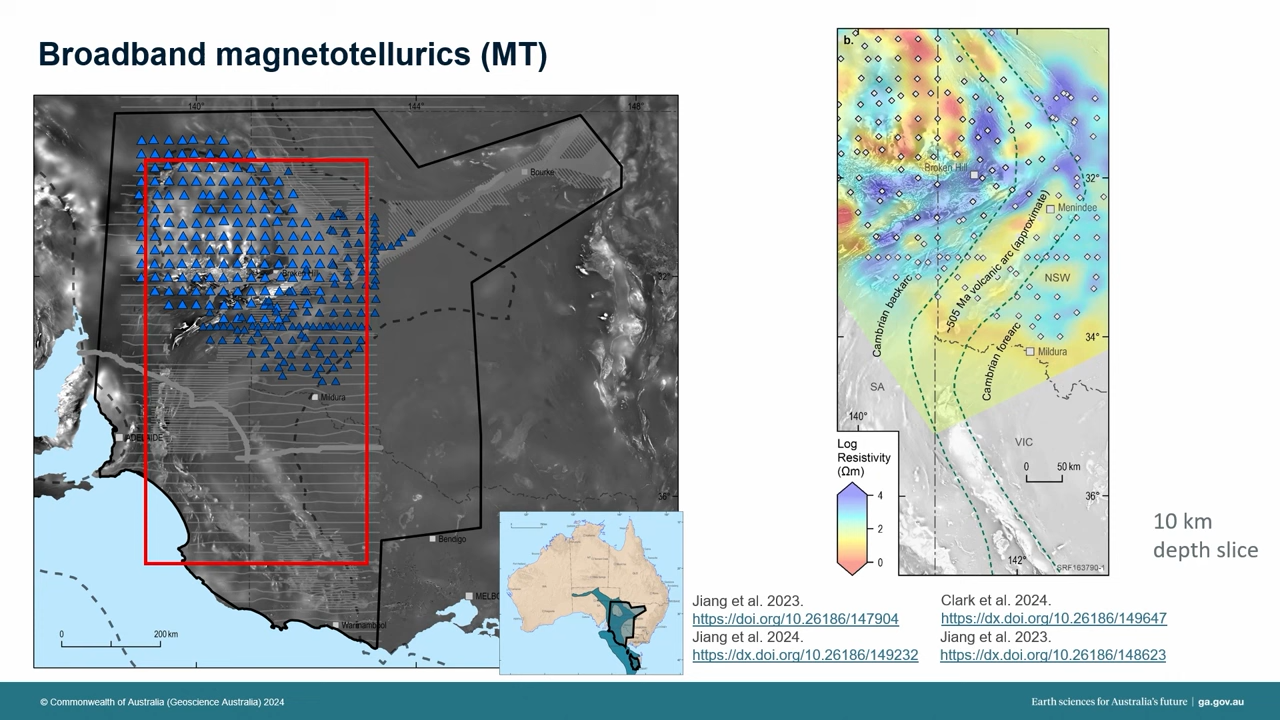 Broadband magnetotellurics (MT)
140°
144°
148°
Bourke
32°
Broken Hill
Mildura
ADELAIDE
36°
Bendigo
MELBO
Warrnambool
0 200 km
b.
Broken Hill
32°
Menindee
~505 Ma volcanic arc (approximate)
NSW
Cambrian backarc
Cambrian forearc
34°
Mildura
SA
140°
VIC
Log
Resistivity
(Ωm)
4
2
0
0 50 km
36°
142°
SRF163790-1
10 km
depth slice
Jiang et al. 2023.
https://doi.org/10.26186/147904
Jiang et al. 2024.
https://dx.doi.org/10.26186/149232
Clark et al. 2024.
https://dx.doi.org/10.26186/149647
Jiang et al. 2023.
https://dx.doi.org/10.26186/148623
© Commonwealth of Australia (Geoscience Australia) 2024
Earth sciences for Australia's future | ga.gov.au